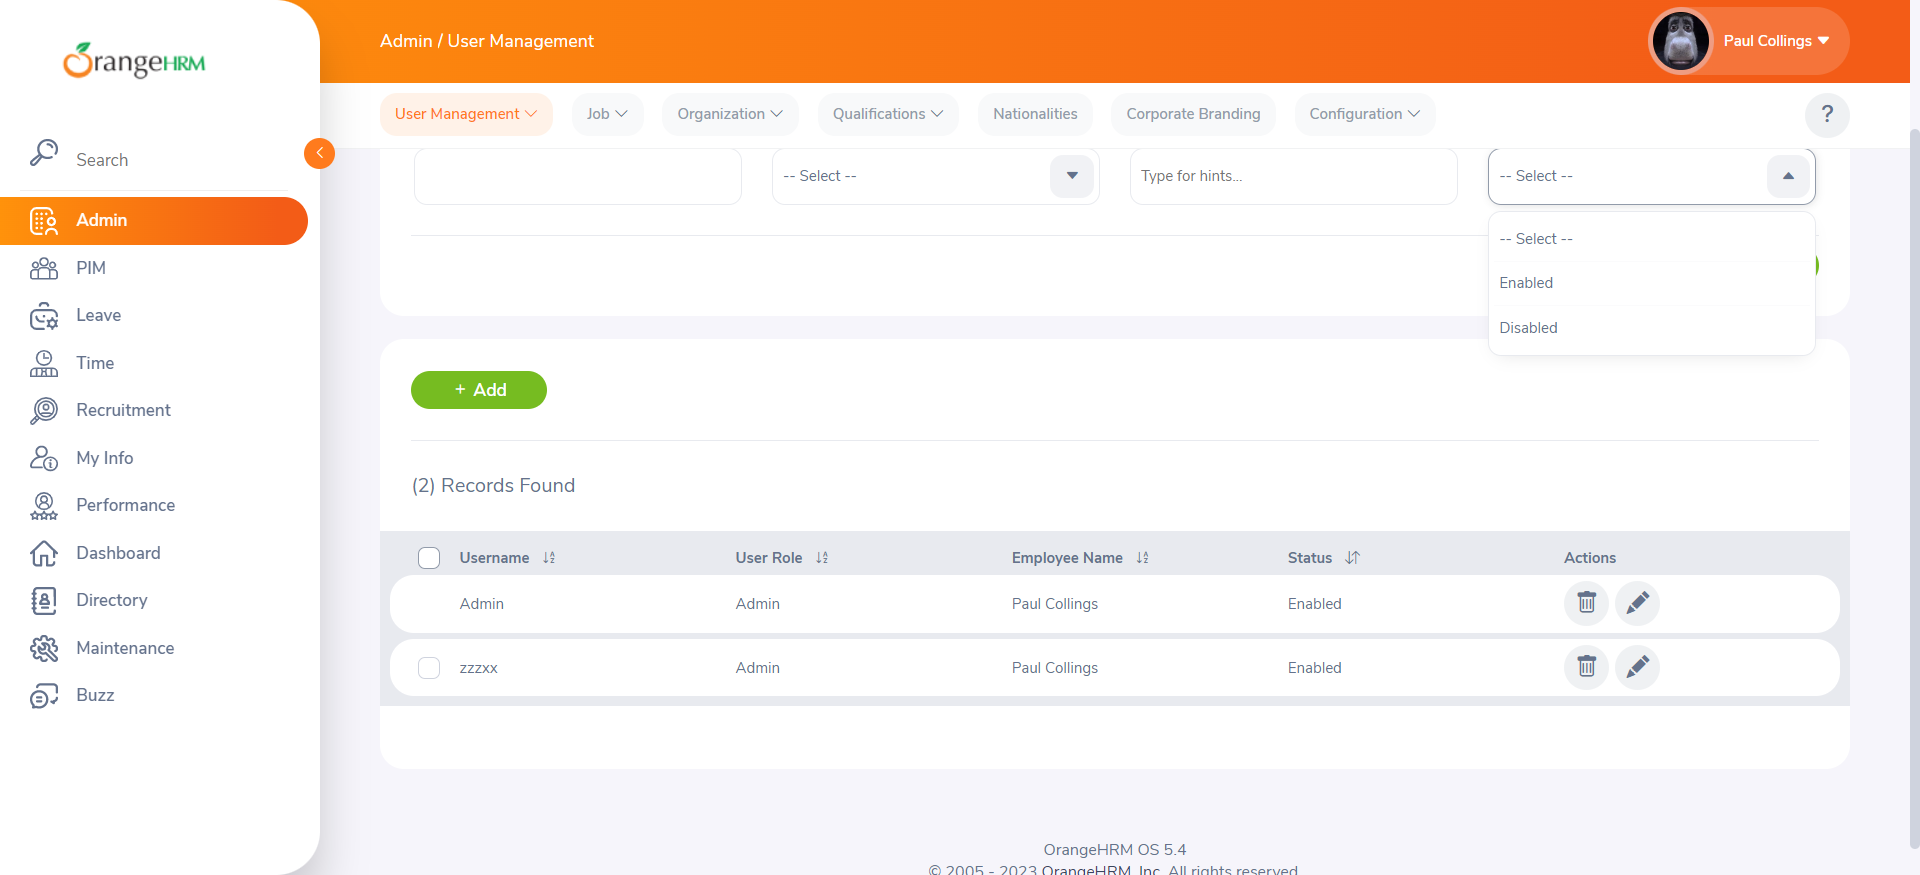 OrangeHRM
Admin / User Management
Paul Collings
User Management
Job
Organization
Qualifications
Nationalities
Corporate Branding
Configuration
?
Search
Admin
PIM
Leave
Time
Recruitment
My Info
Performance
Dashboard
Directory
Maintenance
Buzz
-- Select --
Type for hints...
-- Select --
-- Select --
Enabled
Disabled
+ Add
(2) Records Found
Username User Role Employee Name Status Actions
Admin Admin Paul Collings Enabled
zzzxx Admin Paul Collings Enabled
OrangeHRM OS 5.4
© 2005 - 2023 OrangeHRM, Inc. All rights reserved.